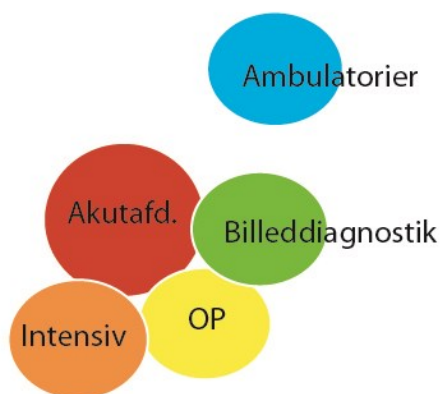 Ambulatorier
Akutafd.
Billeddiagnostik
OP
Intensiv